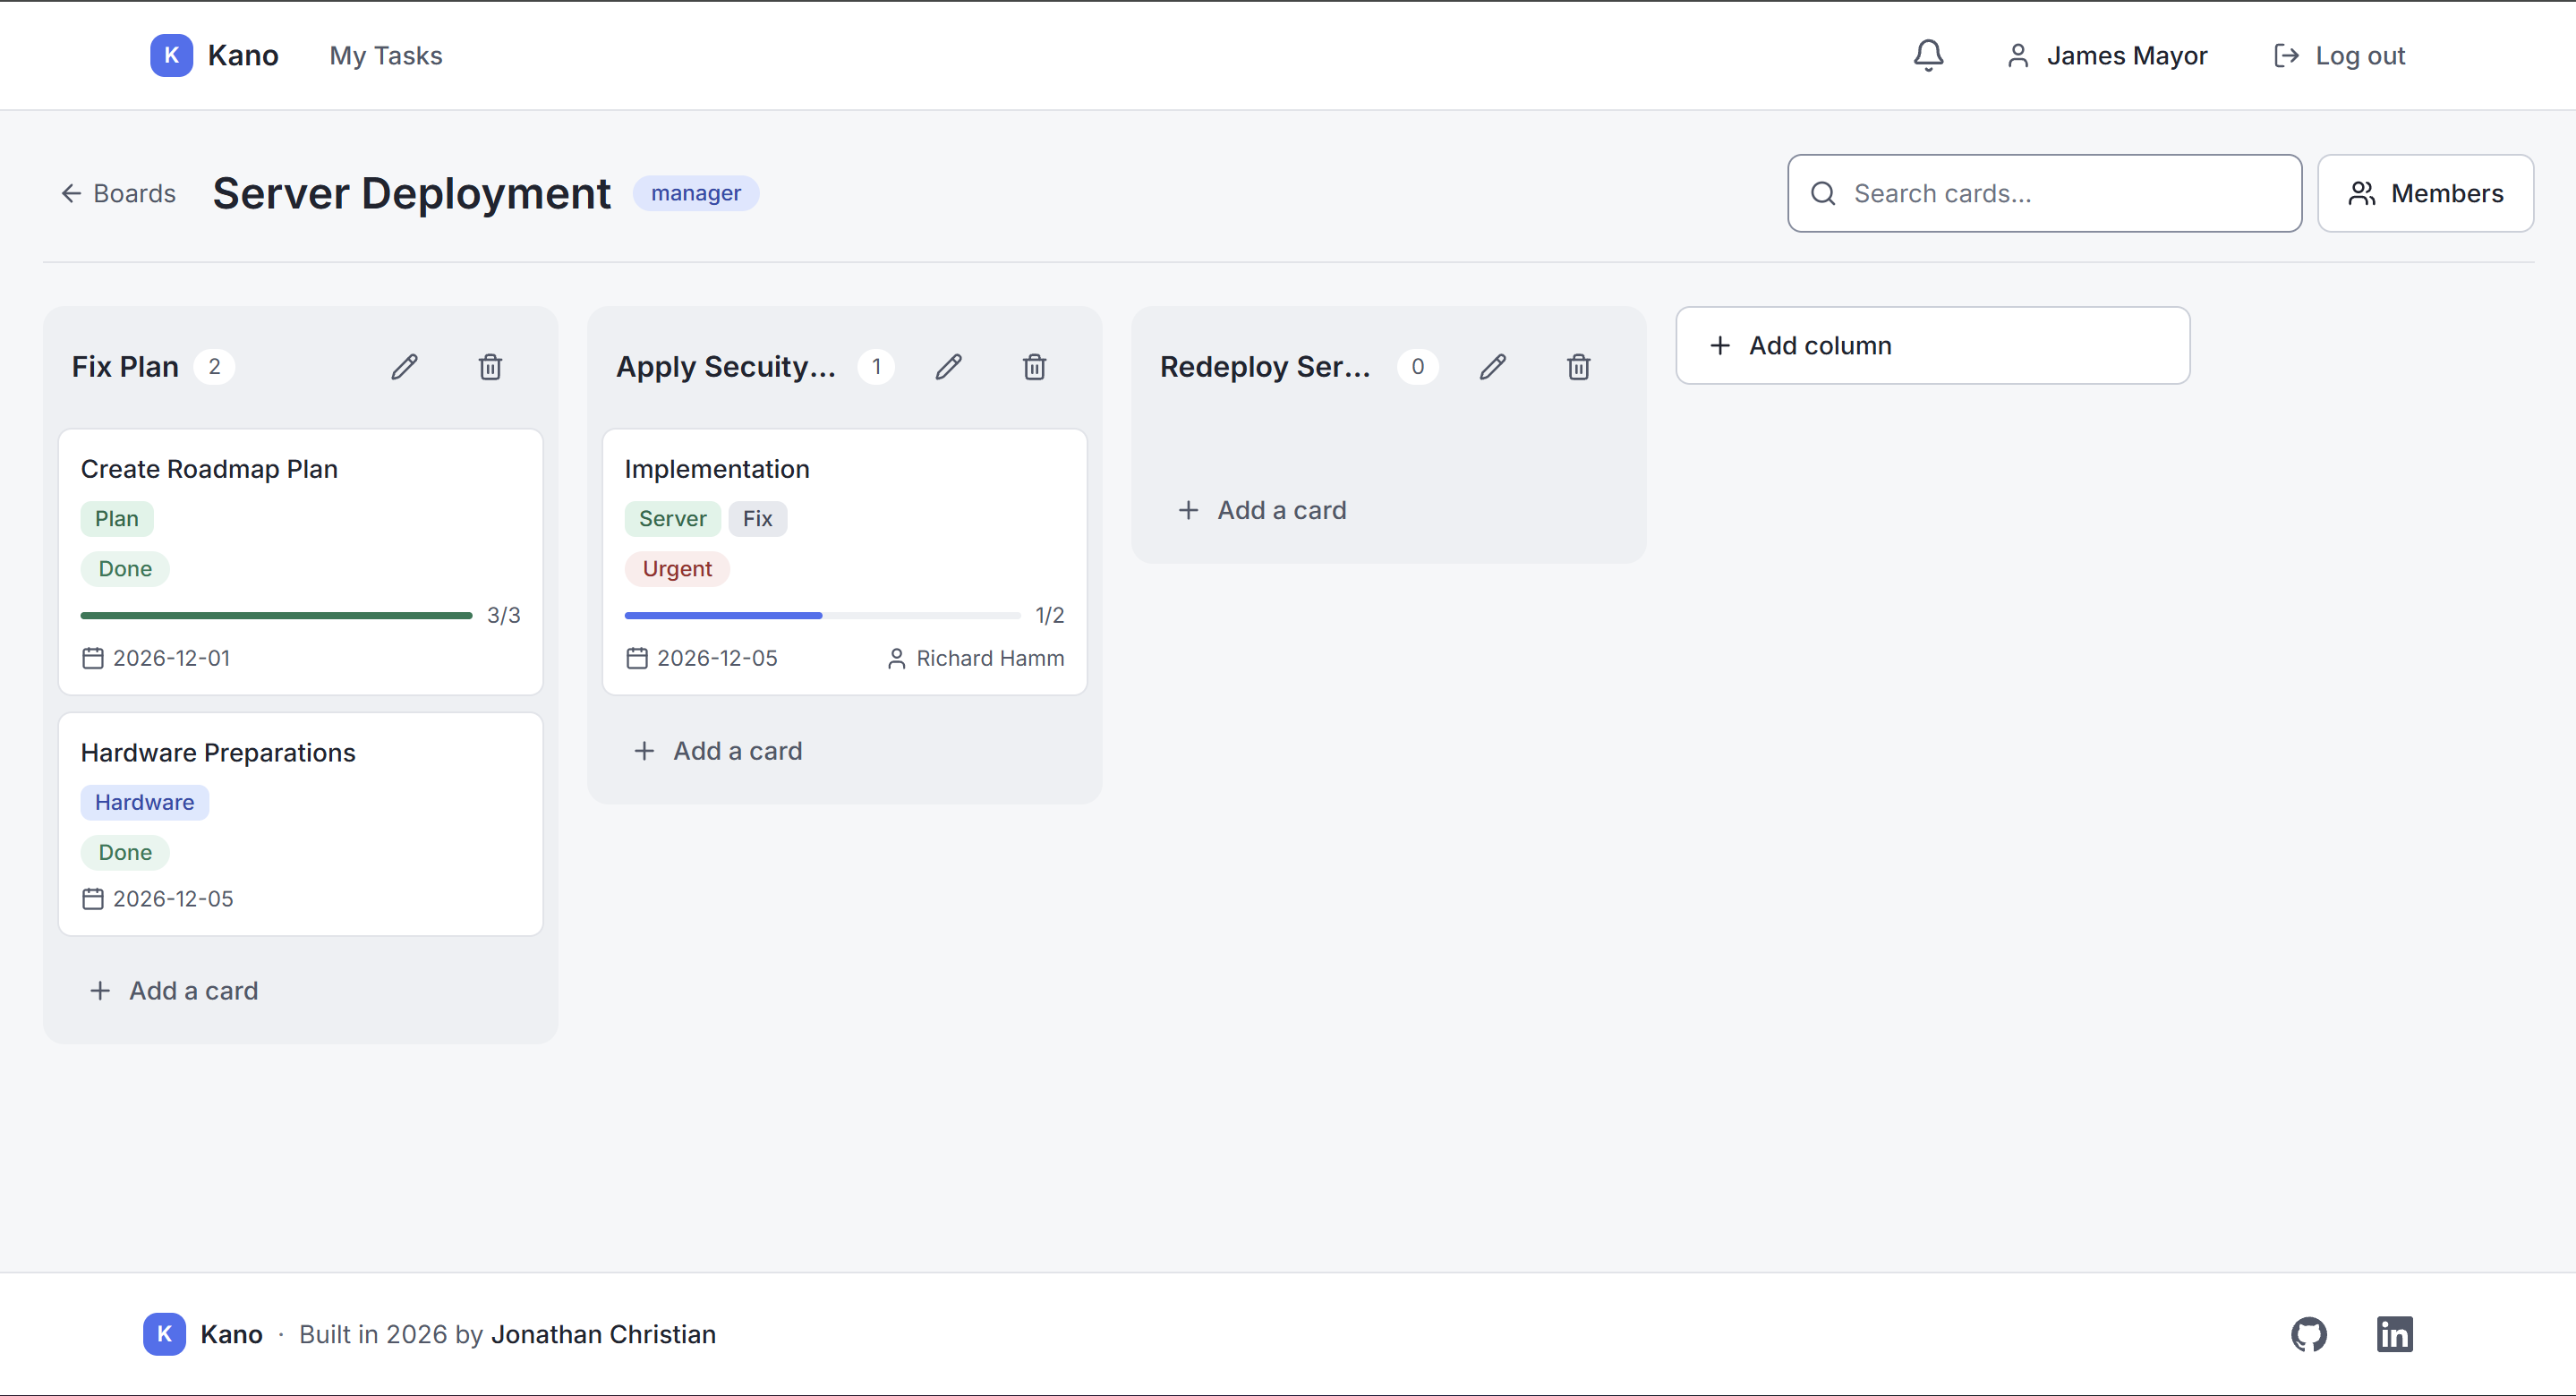 K Kano My Tasks James Mayor Log out
Boards Server Deployment manager Search cards... Members
Fix Plan 2
Create Roadmap Plan
Plan
Done
3/3
2026-12-01
Hardware Preparations
Hardware
Done
2026-12-05
Add a card
Apply Secuity... 1
Implementation
Server Fix
Urgent
1/2
2026-12-05 Richard Hamm
Add a card
Redeploy Ser... 0
Add a card
Add column
K Kano · Built in 2026 by Jonathan Christian
in